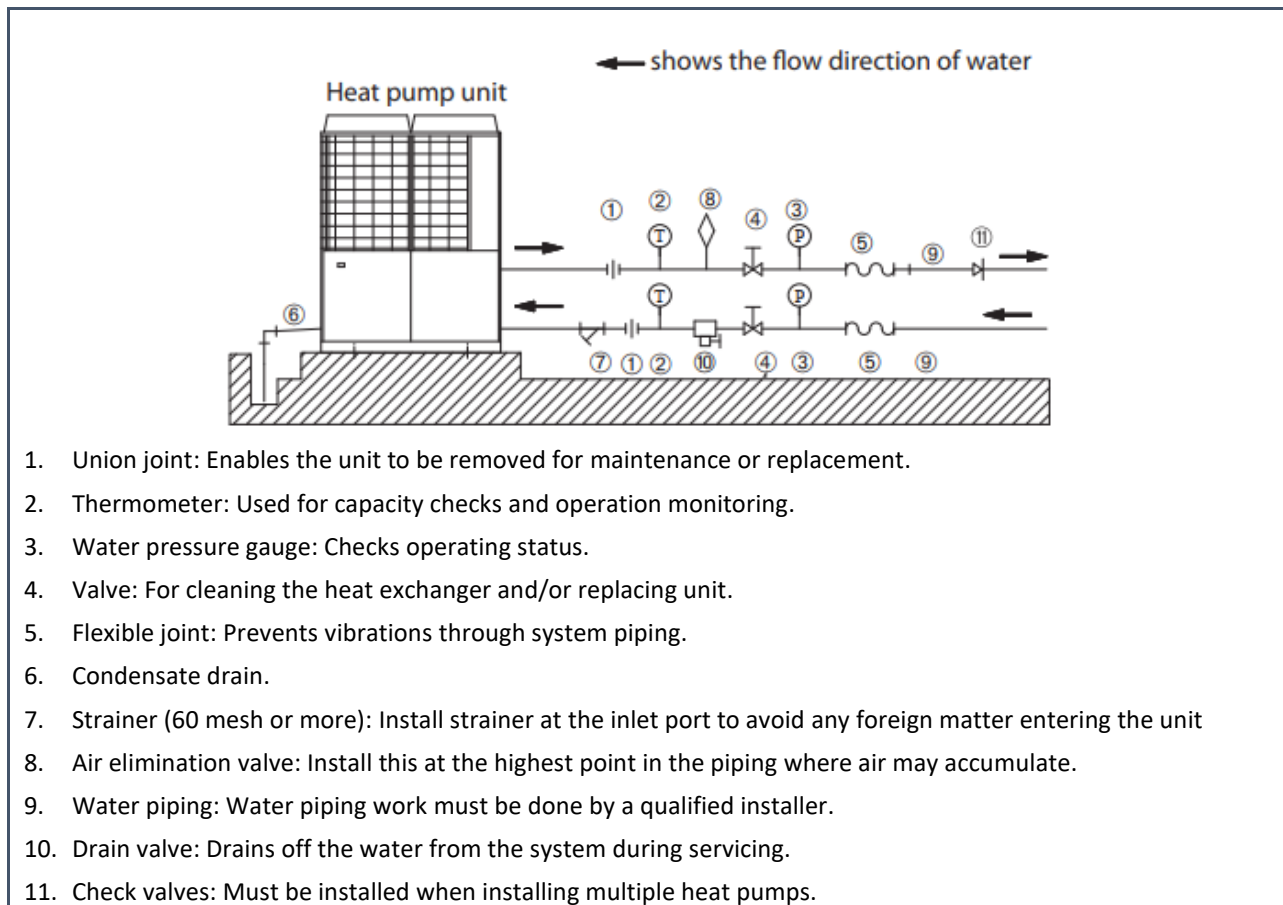 shows the flow direction of water
Heat pump unit
① ② ⑧ ④ ③ ⑤ ⑨ ⑪
T P
T P
⑥
⑦ ① ② ⑩ ④ ③ ⑤ ⑨
1. Union joint: Enables the unit to be removed for maintenance or replacement.
2. Thermometer: Used for capacity checks and operation monitoring.
3. Water pressure gauge: Checks operating status.
4. Valve: For cleaning the heat exchanger and/or replacing unit.
5. Flexible joint: Prevents vibrations through system piping.
6. Condensate drain.
7. Strainer (60 mesh or more): Install strainer at the inlet port to avoid any foreign matter entering the unit
8. Air elimination valve: Install this at the highest point in the piping where air may accumulate.
9. Water piping: Water piping work must be done by a qualified installer.
10. Drain valve: Drains off the water from the system during servicing.
11. Check valves: Must be installed when installing multiple heat pumps.